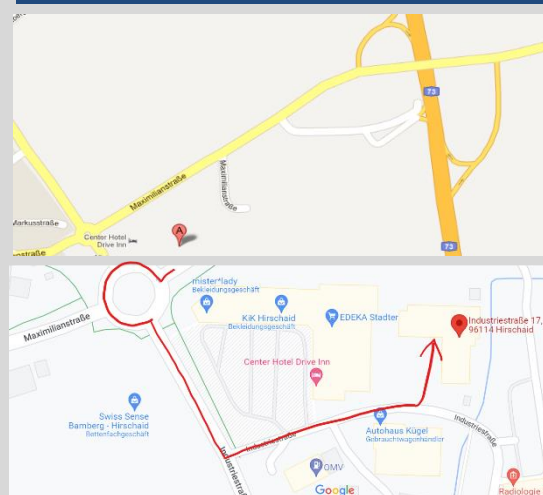 73
Maximilianstraße
Maximilianstraße
Markusstraße
Center Hotel
Drive Inn
A
73
mister*lady
Bekleidungsgeschäft
KiK Hirschaid
Bekleidungsgeschäft
EDEKA Stadter
Industriestraße 17,
96114 Hirschaid
Maximilianstraße
Center Hotel Drive Inn
Swiss Sense
Bamberg - Hirschaid
Bettenfachgeschäft
Autohaus Kügel
Gebrauchtwagenhändler
Industriestraße
Industriestraße
Industriestraße
OMV
Google
Radiologie